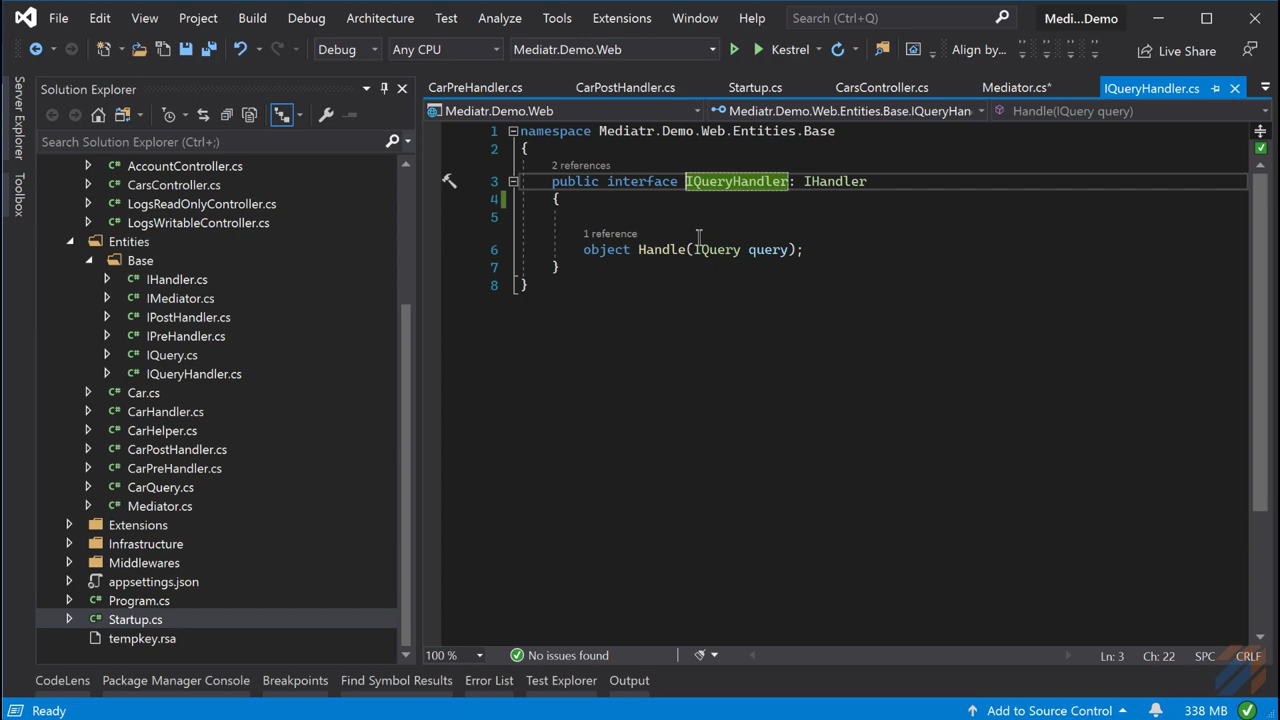 File Edit View Project Build Debug Architecture Test Analyze Tools Extensions Window Help Search (Ctrl+Q) Medi...Demo
Debug Any CPU Mediatr.Demo.Web Kestrel Align by... Live Share
Server Explorer
Toolbox
Solution Explorer
Search Solution Explorer (Ctrl+;)
AccountController.cs
CarsController.cs
LogsReadOnlyController.cs
LogsWritableController.cs
Entities
Base
IHandler.cs
IMediator.cs
IPostHandler.cs
IPreHandler.cs
IQuery.cs
IQueryHandler.cs
Car.cs
CarHandler.cs
CarHelper.cs
CarPostHandler.cs
CarPreHandler.cs
CarQuery.cs
Mediator.cs
Extensions
Infrastructure
Middlewares
appsettings.json
Program.cs
Startup.cs
tempkey.rsa
CarPreHandler.cs CarPostHandler.cs Startup.cs CarsController.cs Mediator.cs* IQueryHandler.cs
Mediatr.Demo.Web Mediatr.Demo.Web.Entities.Base.IQueryHan Handle(IQuery query)
1 namespace Mediatr.Demo.Web.Entities.Base
2 {
2 references
3 public interface IQueryHandler: IHandler
4 {
5
1 reference
6 object Handle(IQuery query);
7 }
8 }
100 % No issues found Ln: 3 Ch: 22 SPC CRLF
CodeLens Package Manager Console Breakpoints Find Symbol Results Error List Test Explorer Output
Ready Add to Source Control 338 MB